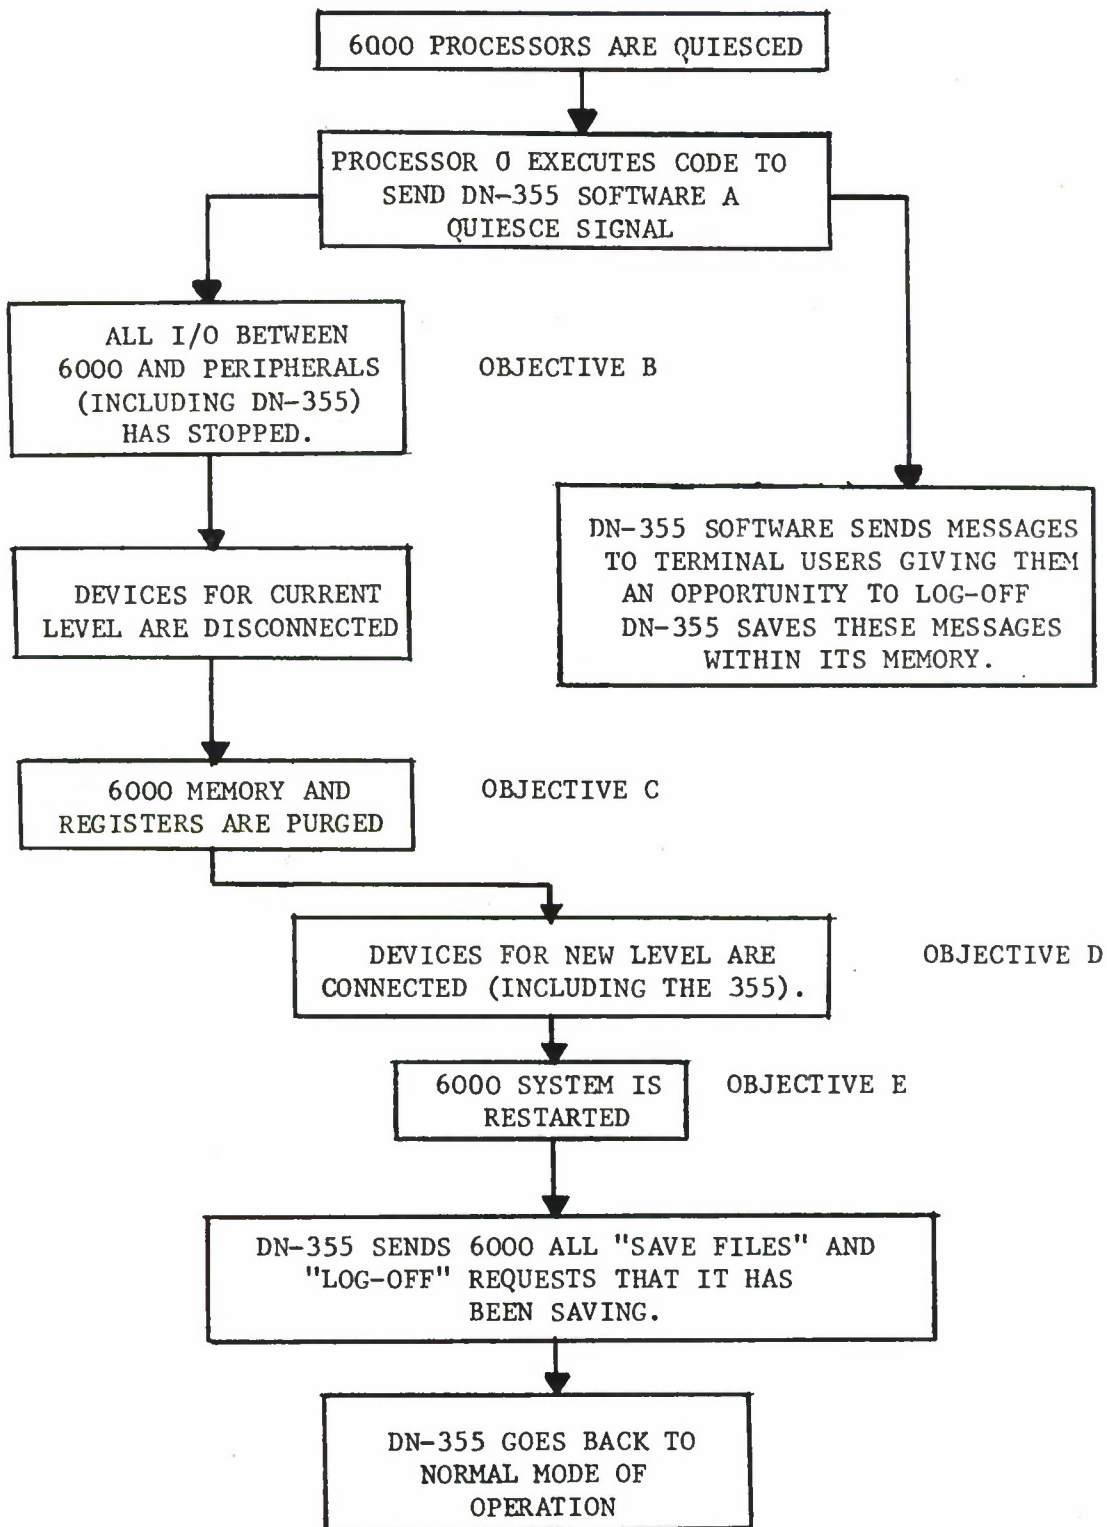 6000 PROCESSORS ARE QUIESCED
PROCESSOR 0 EXECUTES CODE TO
SEND DN-355 SOFTWARE A
QUIESCE SIGNAL
ALL I/O BETWEEN
6000 AND PERIPHERALS
(INCLUDING DN-355)
HAS STOPPED.
OBJECTIVE B
DN-355 SOFTWARE SENDS MESSAGES
TO TERMINAL USERS GIVING THEM
AN OPPORTUNITY TO LOG-OFF
DN-355 SAVES THESE MESSAGES
WITHIN ITS MEMORY.
DEVICES FOR CURRENT
LEVEL ARE DISCONNECTED
6000 MEMORY AND
REGISTERS ARE PURGED
OBJECTIVE C
DEVICES FOR NEW LEVEL ARE
CONNECTED (INCLUDING THE 355).
OBJECTIVE D
6000 SYSTEM IS
RESTARTED
OBJECTIVE E
DN-355 SENDS 6000 ALL "SAVE FILES" AND
"LOG-OFF" REQUESTS THAT IT HAS
BEEN SAVING.
DN-355 GOES BACK TO
NORMAL MODE OF
OPERATION